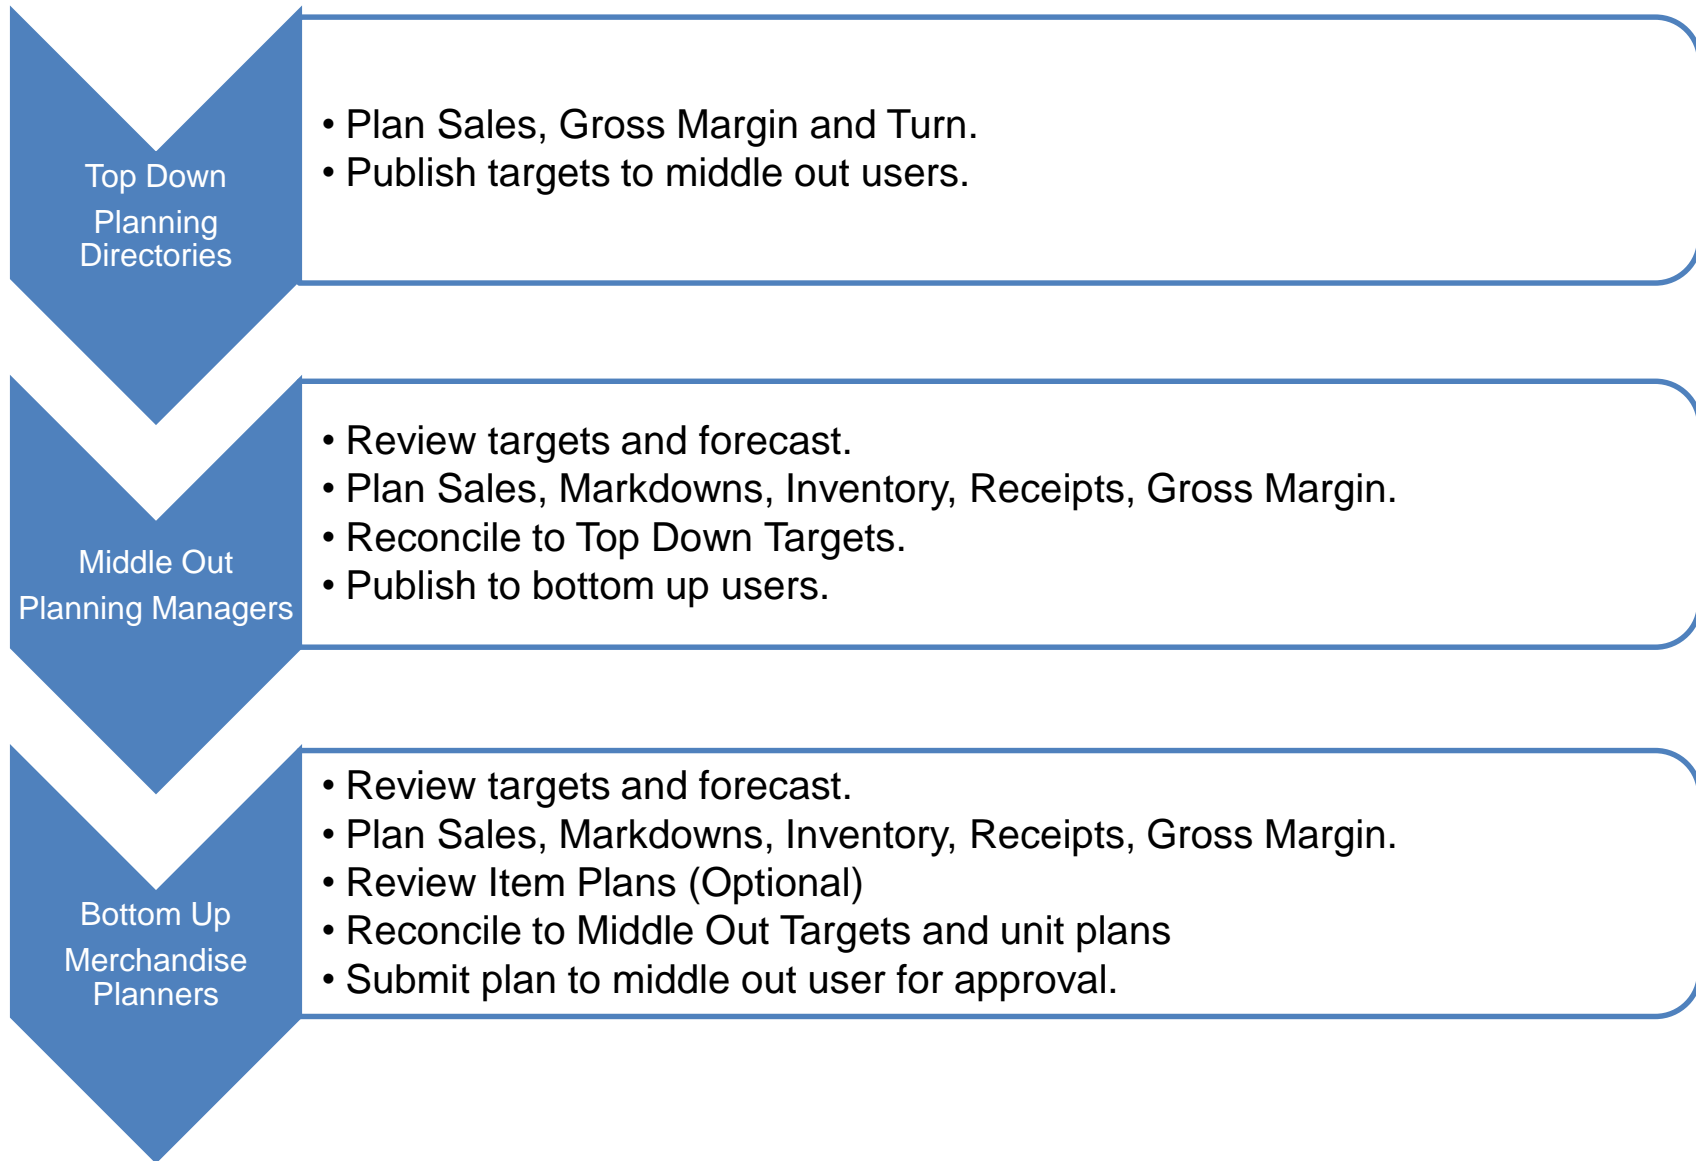 Top Down
Planning
Directories
• Plan Sales, Gross Margin and Turn.
• Publish targets to middle out users.
Middle Out
Planning Managers
• Review targets and forecast.
• Plan Sales, Markdowns, Inventory, Receipts, Gross Margin.
• Reconcile to Top Down Targets.
• Publish to bottom up users.
Bottom Up
Merchandise
Planners
• Review targets and forecast.
• Plan Sales, Markdowns, Inventory, Receipts, Gross Margin.
• Review Item Plans (Optional)
• Reconcile to Middle Out Targets and unit plans
• Submit plan to middle out user for approval.